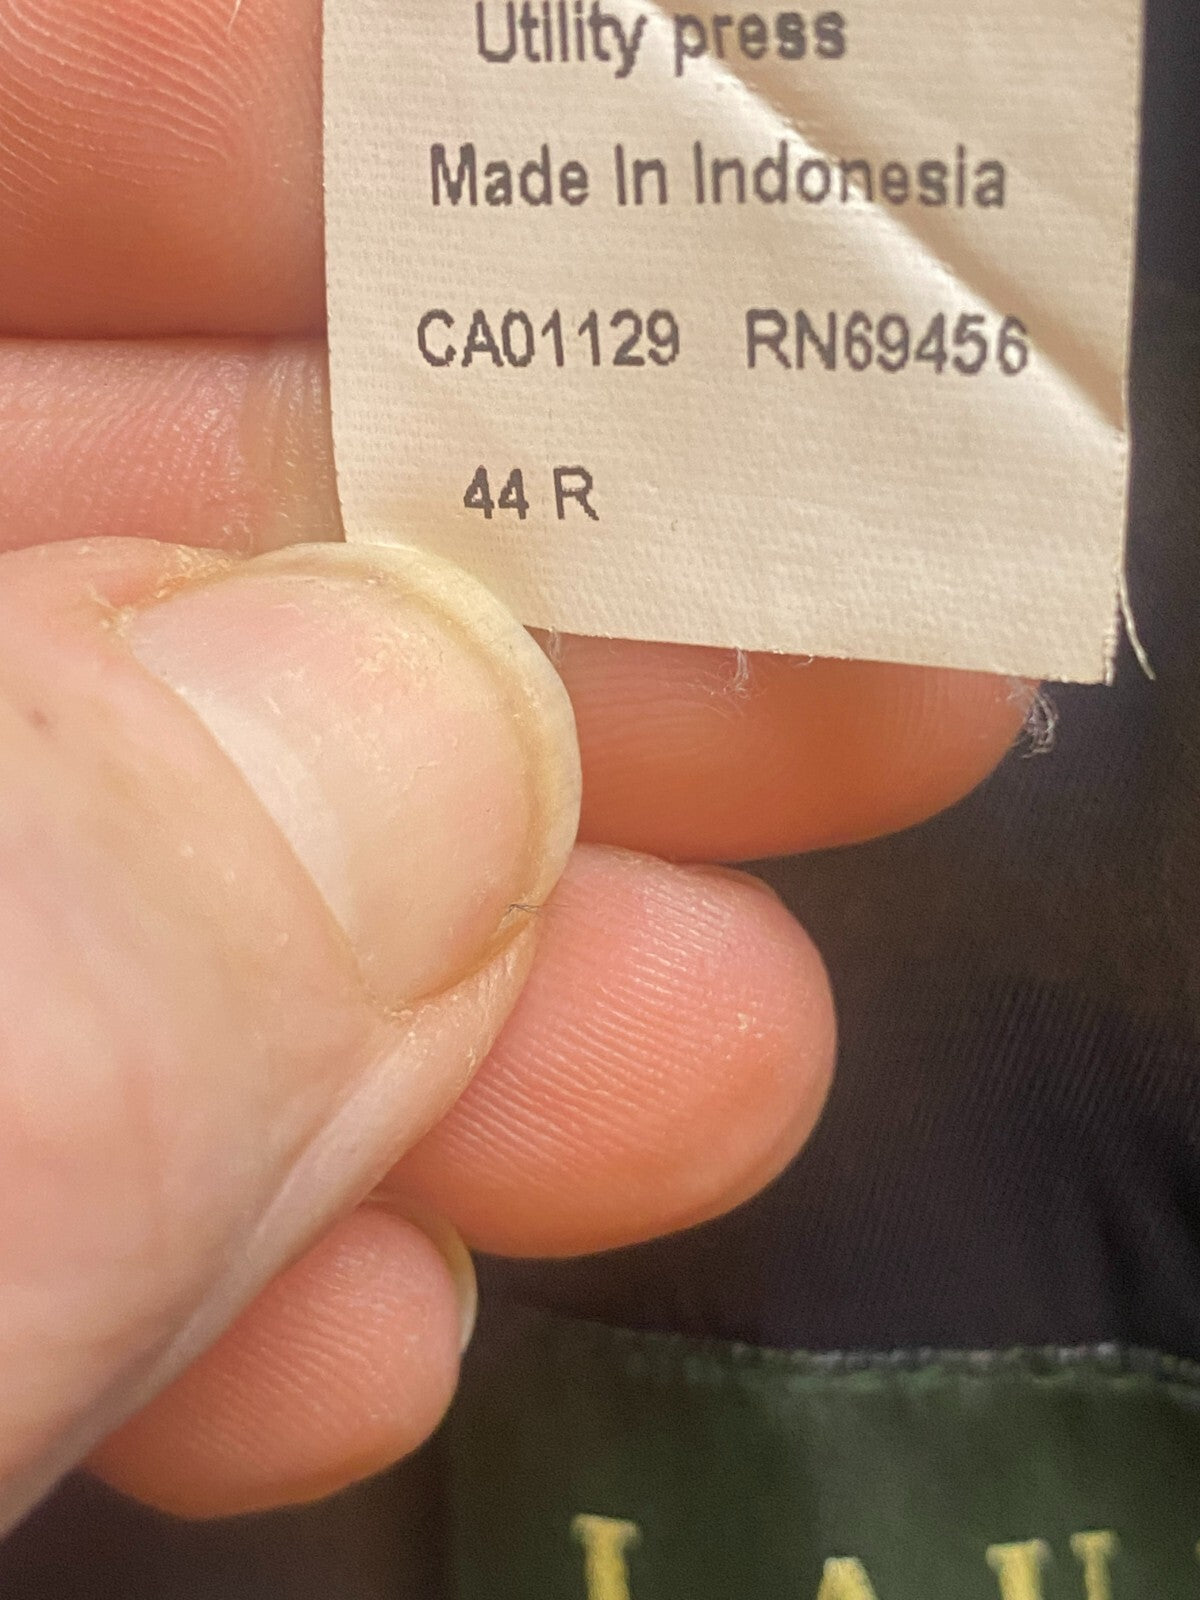 Utility press
Made In Indonesia
CA01129 RN69456
44 R